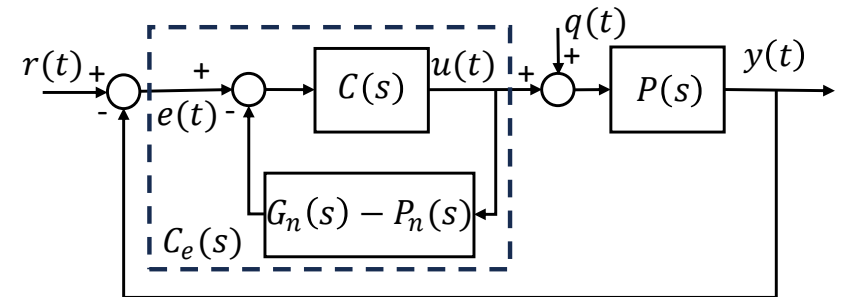 q(t)
r(t) + + C(s) u(t) + + P(s) y(t)
- e(t) -
G_n(s) − P_n(s)
C_e(s)